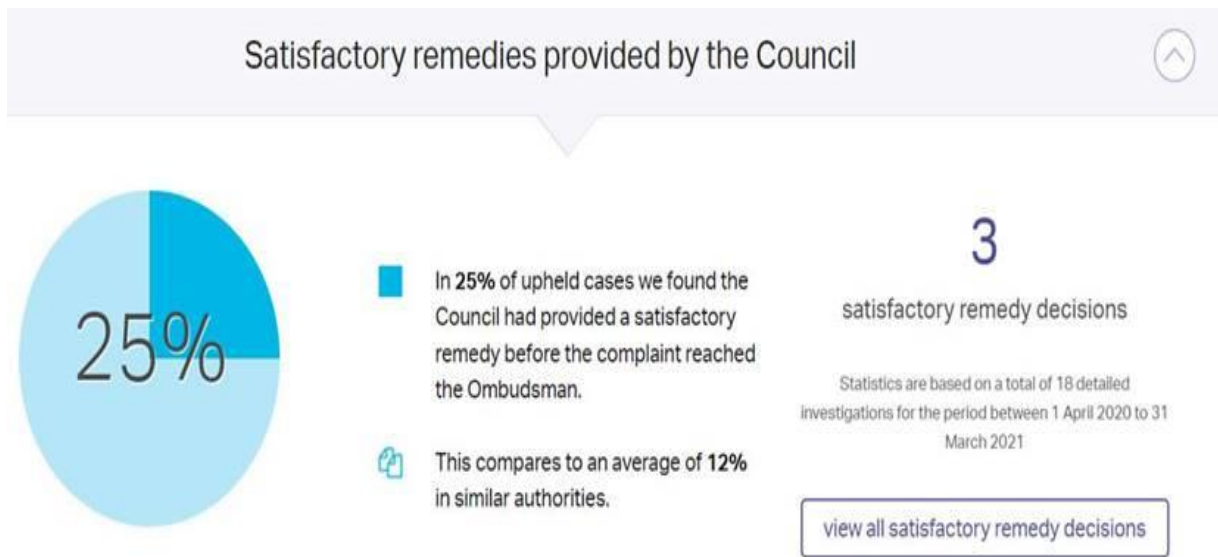 Satisfactory remedies provided by the Council
25%
In 25% of upheld cases we found the
Council had provided a satisfactory
remedy before the complaint reached
the Ombudsman.
This compares to an average of 12%
in similar authorities.
3
satisfactory remedy decisions
Statistics are based on a total of 18 detailed
investigations for the period between 1 April 2020 to 31
March 2021
view all satisfactory remedy decisions